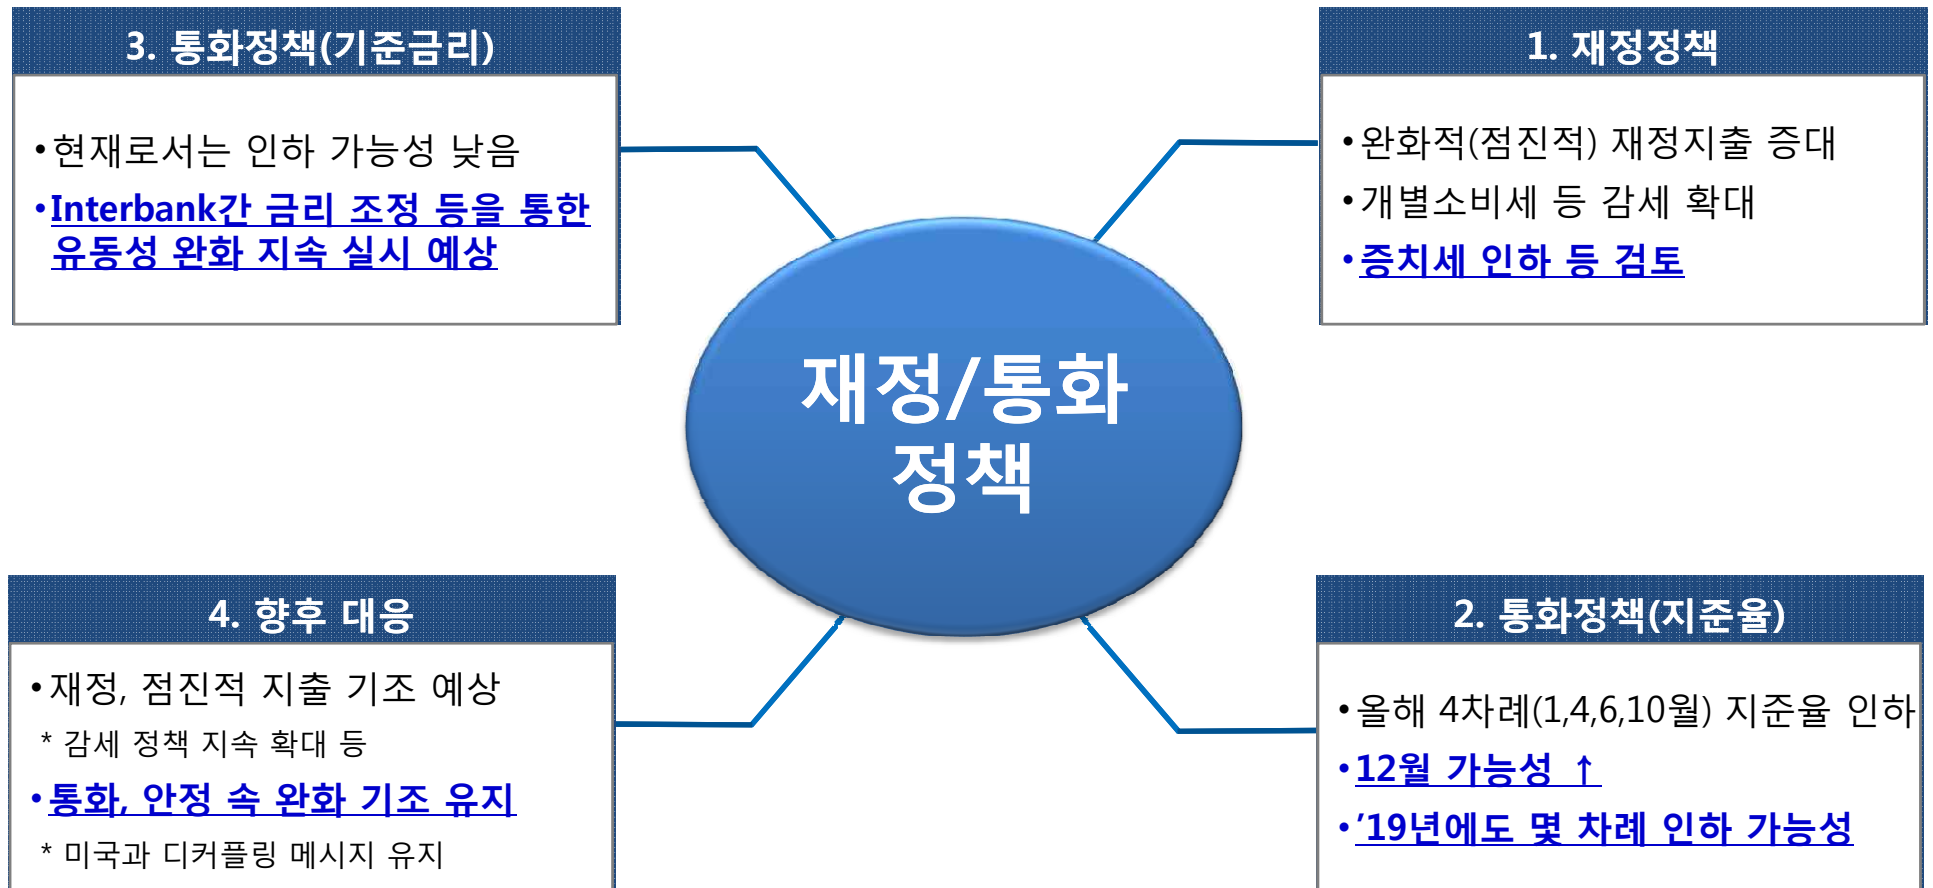 3. 통화정책(기준금리)
•현재로서는 인하 가능성 낮음
•Interbank간 금리 조정 등을 통한
유동성 완화 지속 실시 예상
1. 재정정책
•완화적(점진적) 재정지출 증대
•개별소비세 등 감세 확대
•증치세 인하 등 검토
재정/통화
정책
4. 향후 대응
•재정, 점진적 지출 기조 예상
* 감세 정책 지속 확대 등
•통화, 안정 속 완화 기조 유지
* 미국과 디커플링 메시지 유지
2. 통화정책(지준율)
•올해 4차례(1,4,6,10월) 지준율 인하
•12월 가능성 ↑
•’19년에도 몇 차례 인하 가능성